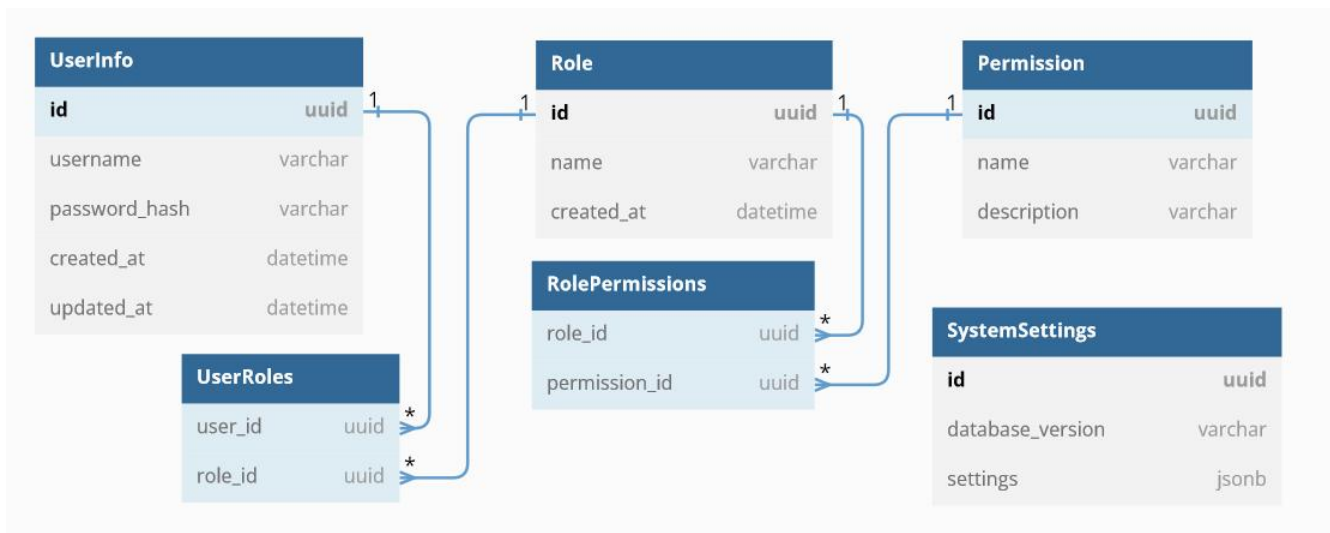 UserInfo
id uuid
username varchar
password_hash varchar
created_at datetime
updated_at datetime
1
UserRoles
user_id uuid
role_id uuid
*
*
1
Role
id uuid
name varchar
created_at datetime
1
RolePermissions
role_id uuid
permission_id uuid
*
*
1
Permission
id uuid
name varchar
description varchar
SystemSettings
id uuid
database_version varchar
settings jsonb